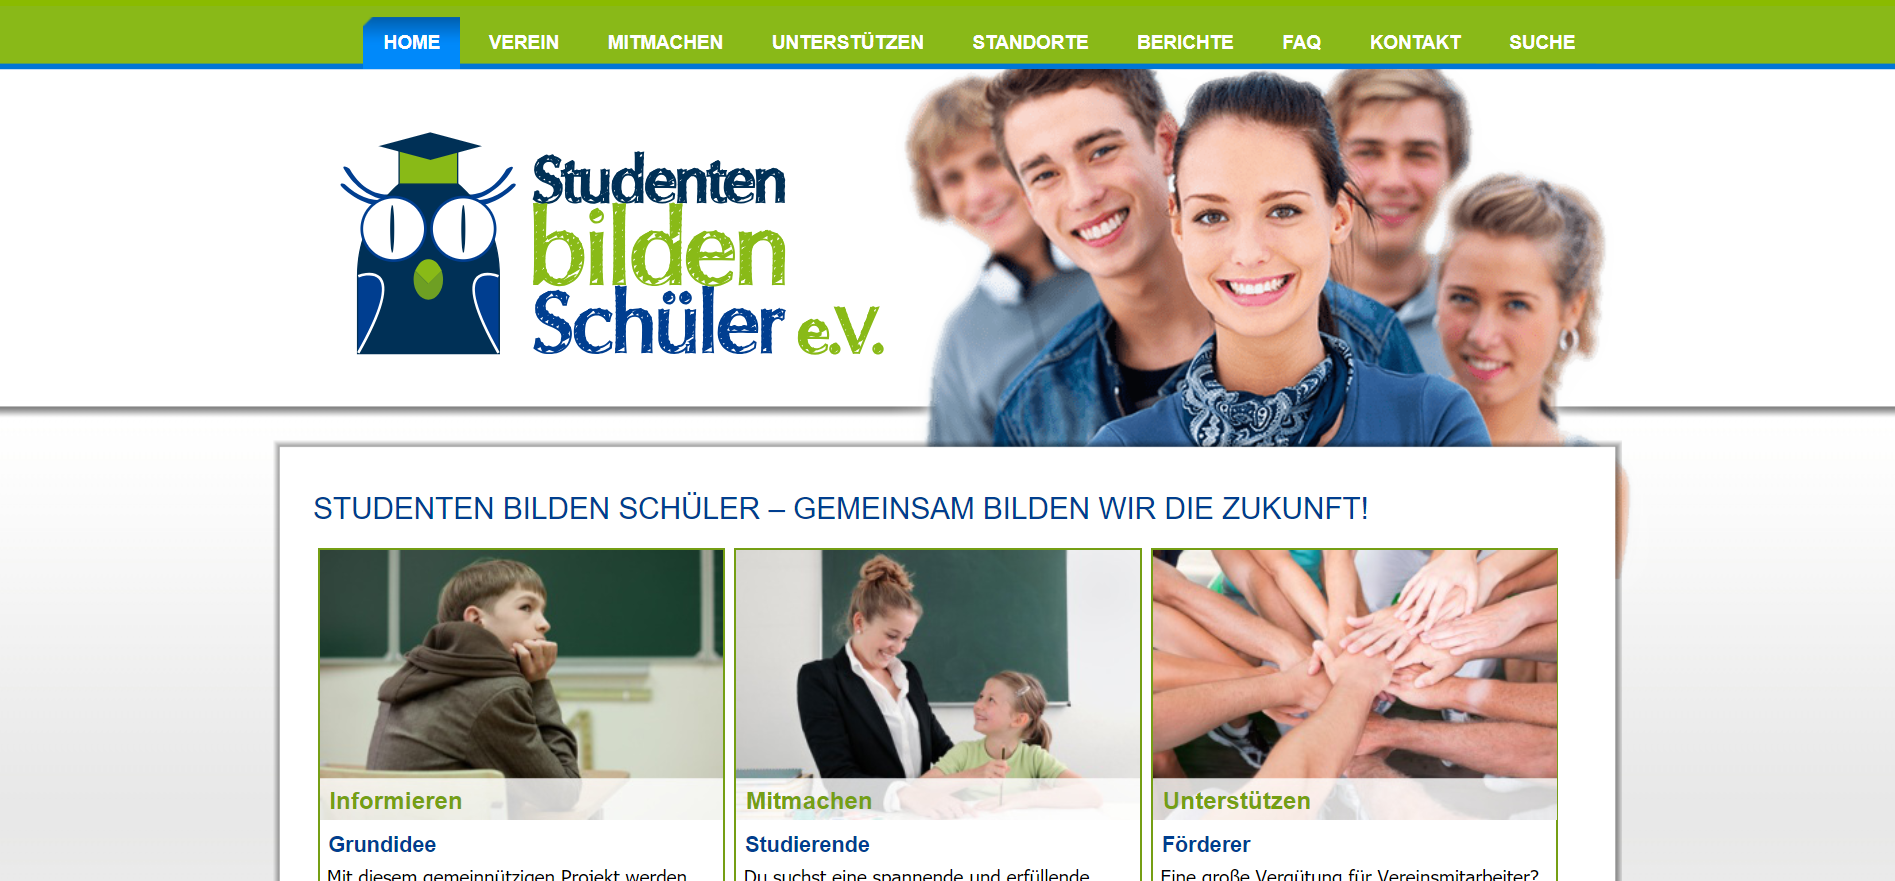 HOME VEREIN MITMACHEN UNTERSTÜTZEN STANDORTE BERICHTE FAQ KONTAKT SUCHE
Studenten
bilden
Schüler e.V.
STUDENTEN BILDEN SCHÜLER – GEMEINSAM BILDEN WIR DIE ZUKUNFT!
Informieren
Grundidee
Mit diesem gemeinnützigen Projekt werden
Mitmachen
Studierende
Du suchst eine spannende und erfüllende
Unterstützen
Förderer
Eine große Vergütung für Vereinsmitarbeiter?